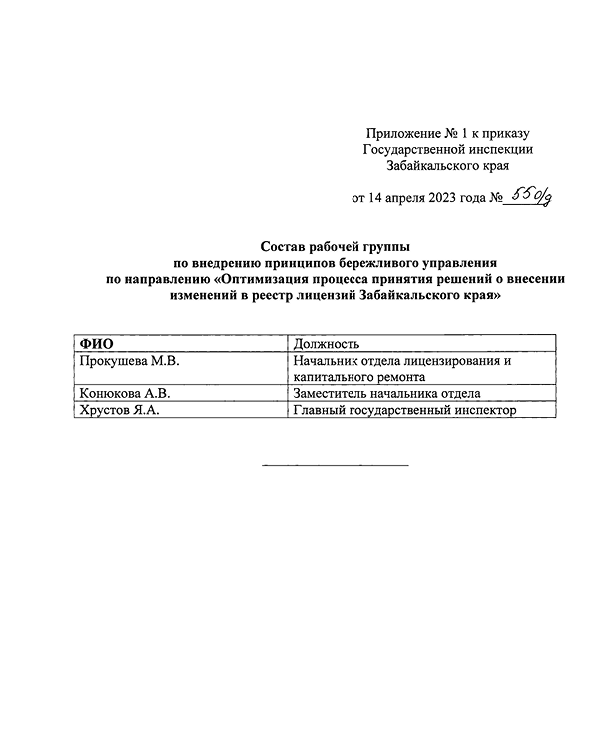 Приложение № 1 к приказу
Государственной инспекции
Забайкальского края
от 14 апреля 2023 года № 550/д
Состав рабочей группы
по внедрению принципов бережливого управления
по направлению «Оптимизация процесса принятия решений о внесении
изменений в реестр лицензий Забайкальского края»
ФИО Должность
Прокушева М.В. Начальник отдела лицензирования и
капитального ремонта
Конюкова А.В. Заместитель начальника отдела
Хрустов Я.А. Главный государственный инспектор